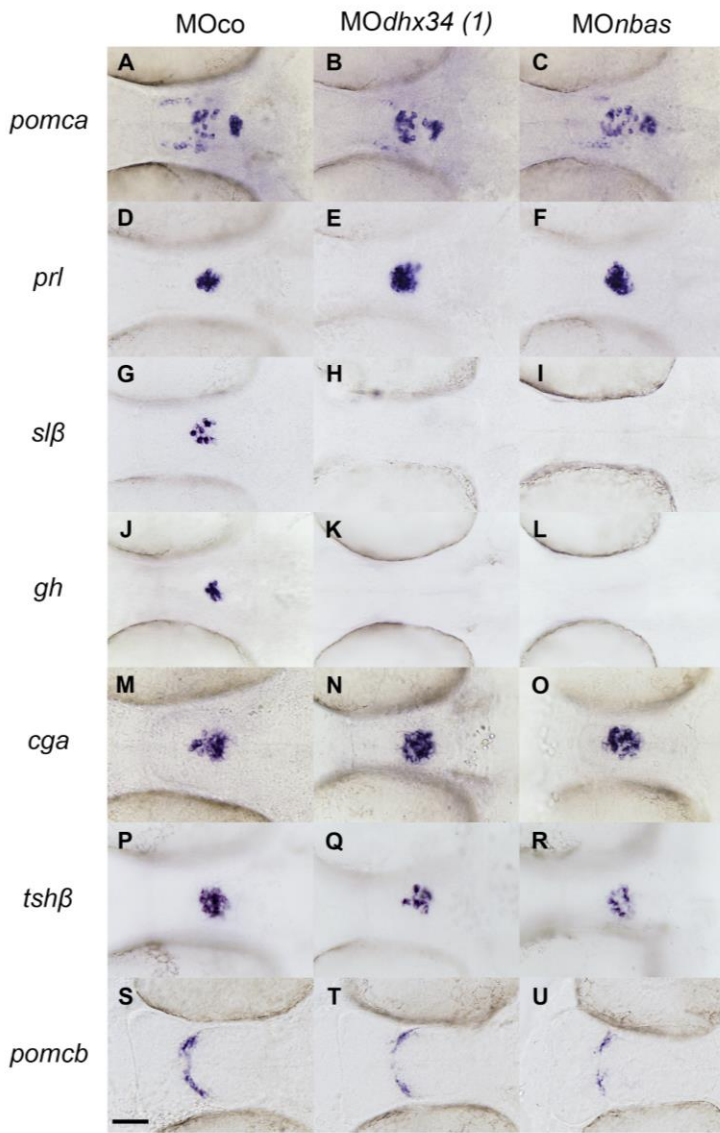 MOco MOdhx34 (1) MOnbas
pomca A B C
prl D E F
slβ G H I
gh J K L
cga M N O
tshβ P Q R
pomcb S T U